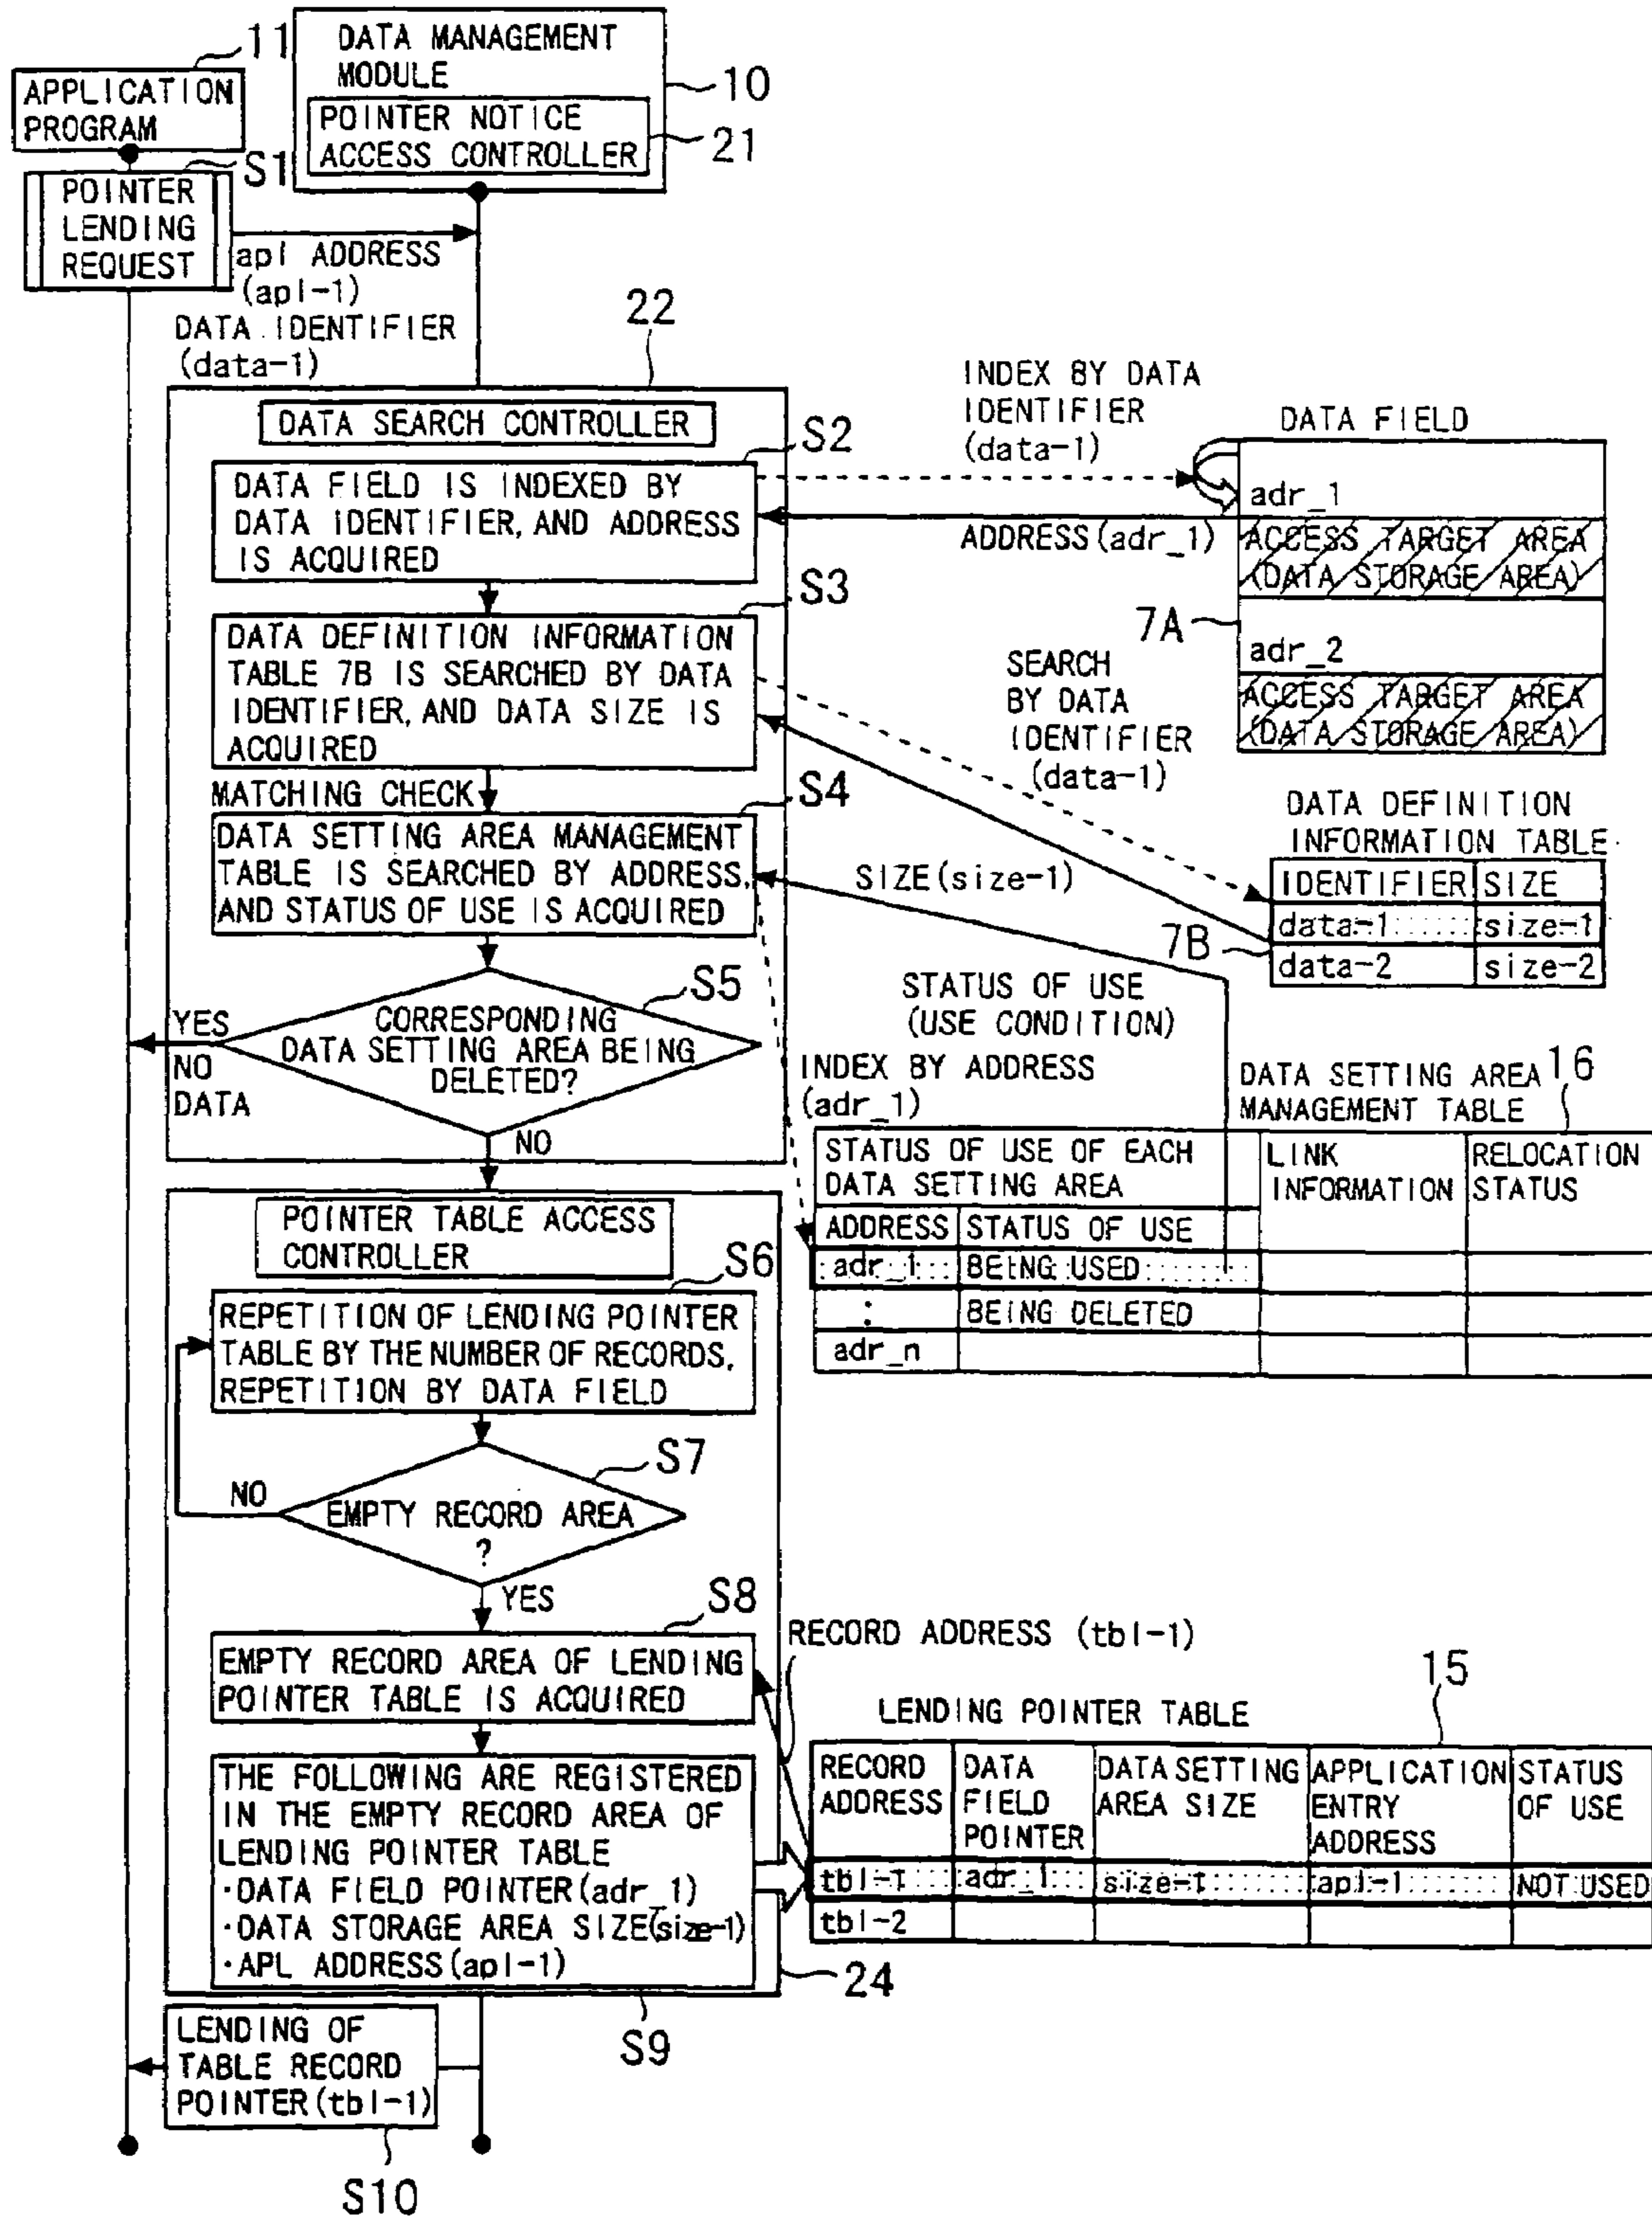 11
APPLICATION
PROGRAM
DATA MANAGEMENT
MODULE
10
POINTER NOTICE
ACCESS CONTROLLER
21
S1
POINTER
LENDING
REQUEST
apl ADDRESS
(apl-1)
DATA IDENTIFIER
(data-1)
22
DATA SEARCH CONTROLLER
S2
DATA FIELD IS INDEXED BY
DATA IDENTIFIER, AND ADDRESS
IS ACQUIRED
INDEX BY DATA
IDENTIFIER
(data-1)
ADDRESS(adr_1)
DATA FIELD
adr_1
ACCESS TARGET AREA
(DATA STORAGE AREA)
7A
adr_2
ACCESS TARGET AREA
(DATA STORAGE AREA)
S3
DATA DEFINITION INFORMATION
TABLE 7B IS SEARCHED BY DATA
IDENTIFIER, AND DATA SIZE IS
ACQUIRED
SEARCH
BY DATA
IDENTIFIER
(data-1)
DATA DEFINITION
INFORMATION TABLE
IDENTIFIER SIZE
data-1 size-1
7B
data-2 size-2
MATCHING CHECK
S4
DATA SETTING AREA MANAGEMENT
TABLE IS SEARCHED BY ADDRESS,
AND STATUS OF USE IS ACQUIRED
SIZE(size-1)
STATUS OF USE
(USE CONDITION)
S5
CORRESPONDING
DATA SETTING AREA BEING
DELETED?
YES
NO
DATA
NO
INDEX BY ADDRESS
(adr_1)
DATA SETTING AREA
MANAGEMENT TABLE
16
STATUS OF USE OF EACH
DATA SETTING AREA
LINK
INFORMATION
RELOCATION
STATUS
ADDRESS STATUS OF USE
adr_1 BEING USED
: BEING DELETED
adr_n
POINTER TABLE ACCESS
CONTROLLER
S6
REPETITION OF LENDING POINTER
TABLE BY THE NUMBER OF RECORDS,
REPETITION BY DATA FIELD
S7
NO
EMPTY RECORD AREA
?
YES
S8
EMPTY RECORD AREA OF LENDING
POINTER TABLE IS ACQUIRED
RECORD ADDRESS (tbl-1)
THE FOLLOWING ARE REGISTERED
IN THE EMPTY RECORD AREA OF
LENDING POINTER TABLE
·DATA FIELD POINTER(adr_1)
·DATA STORAGE AREA SIZE(size-1)
·APL ADDRESS(apl-1)
24
S9
LENDING POINTER TABLE
15
RECORD
ADDRESS
DATA
FIELD
POINTER
DATA SETTING
AREA SIZE
APPLICATION
ENTRY
ADDRESS
STATUS
OF USE
tbl-1 adr_1 size-1 apl-1 NOT USED
tbl-2
LENDING OF
TABLE RECORD
POINTER(tbl-1)
S10